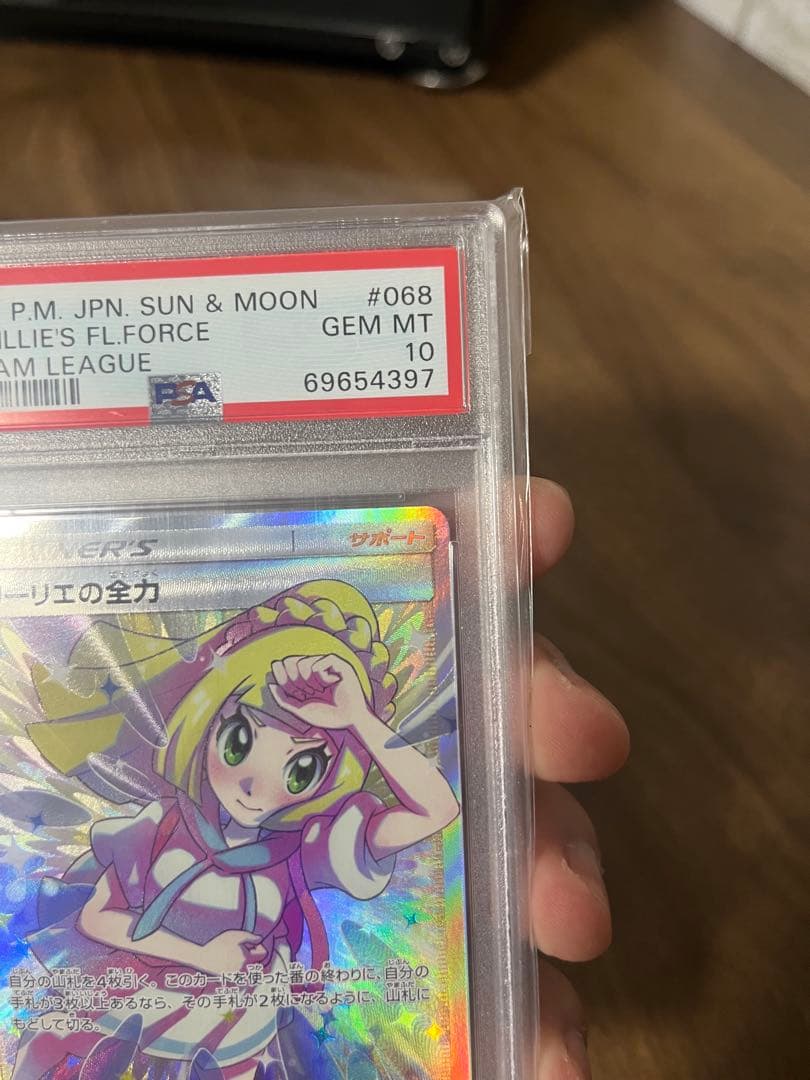 P.M. JPN. SUN & MOON #068
ILLIE'S FL.FORCE GEM MT
AM LEAGUE 10
PSA 69654397
NER'S サポート
ーリエの全力
自分の山札を4枚引く。このカードを使った番の終わりに、自分の
手札が3枚以上あるなら、その手札が2枚になるように、山札に
もどして切る。